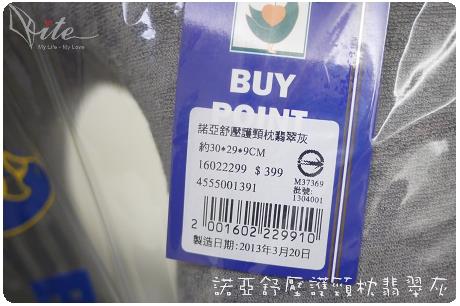 Vite
My Life - My Love
BUY
POINT
諾亞舒壓護頸枕翡翠灰
約30*29*9CM
16022299 $ 399
4555001391
M37369
批號:
1304001
2 001602 229910
製造日期:2013年3月20日
諾亞舒壓護頸枕翡翠灰